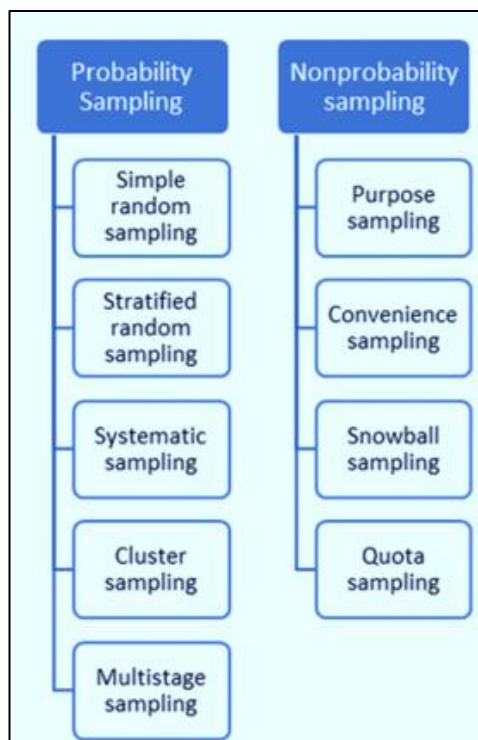 Probability
Sampling
Simple
random
sampling
Stratified
random
sampling
Systematic
sampling
Cluster
sampling
Multistage
sampling
Nonprobability
sampling
Purpose
sampling
Convenience
sampling
Snowball
sampling
Quota
sampling